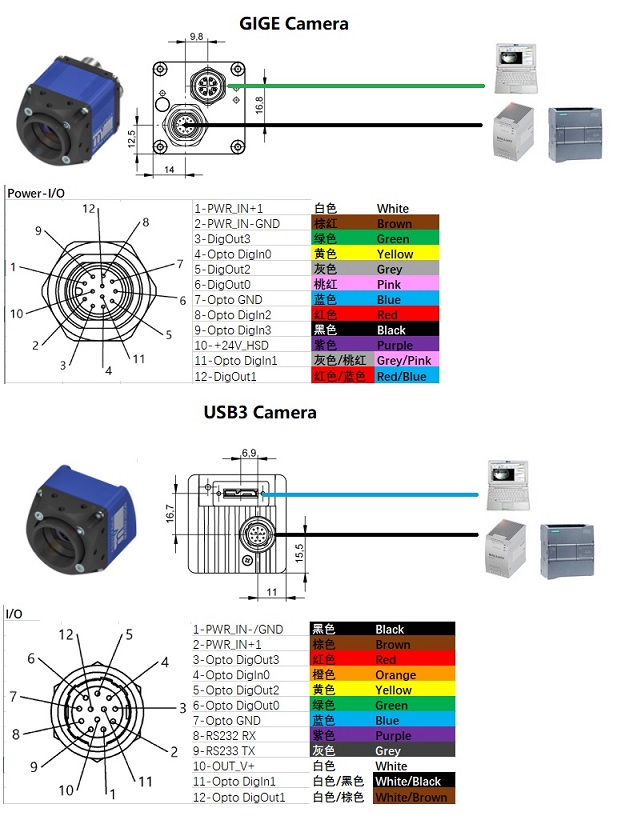 GIGE Camera
9,8
16,8
12,5
14
Power-I/O
12
8
9
7
1
6
10
5
2
11
3
4
1-PWR_IN+1 白色 White
2-PWR_IN-GND 棕红 Brown
3-DigOut3 绿色 Green
4-Opto DigIn0 黄色 Yellow
5-DigOut2 灰色 Grey
6-DigOut0 桃红 Pink
7-Opto GND 蓝色 Blue
8-Opto DigIn2 红色 Red
9-Opto DigIn3 黑色 Black
10-+24V_HSD 紫色 Purple
11-Opto DigIn1 灰色/桃红 Grey/Pink
12-DigOut1 红色/蓝色 Red/Blue
USB3 Camera
6,9
16,7
15,5
11
I/O
12
5
6
4
7
3
8
2
9
11
10
1
1-PWR_IN-/GND 黑色 Black
2-PWR_IN+1 棕色 Brown
3-Opto DigOut3 红色 Red
4-Opto DigIn0 橙色 Orange
5-Opto DigOut2 黄色 Yellow
6-Opto DigOut0 绿色 Green
7-Opto GND 蓝色 Blue
8-RS232 RX 紫色 Purple
9-RS233 TX 灰色 Grey
10-OUT_V+ 白色 White
11-Opto DigIn1 白色/黑色 White/Black
12-Opto DigOut1 白色/棕色 White/Brown